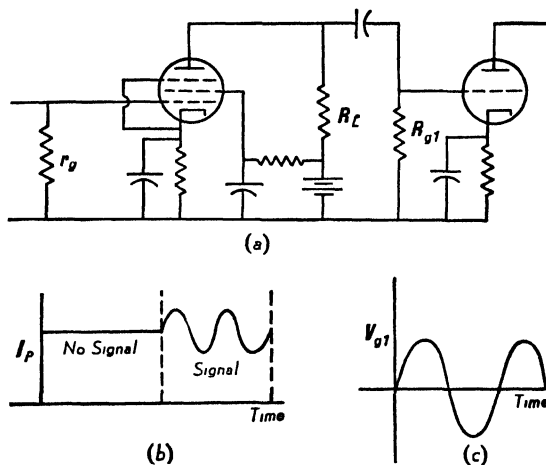 r_g
R_L
R_g1
(a)
I_P
No Signal
Signal
Time
(b)
V_g1
Time
(c)